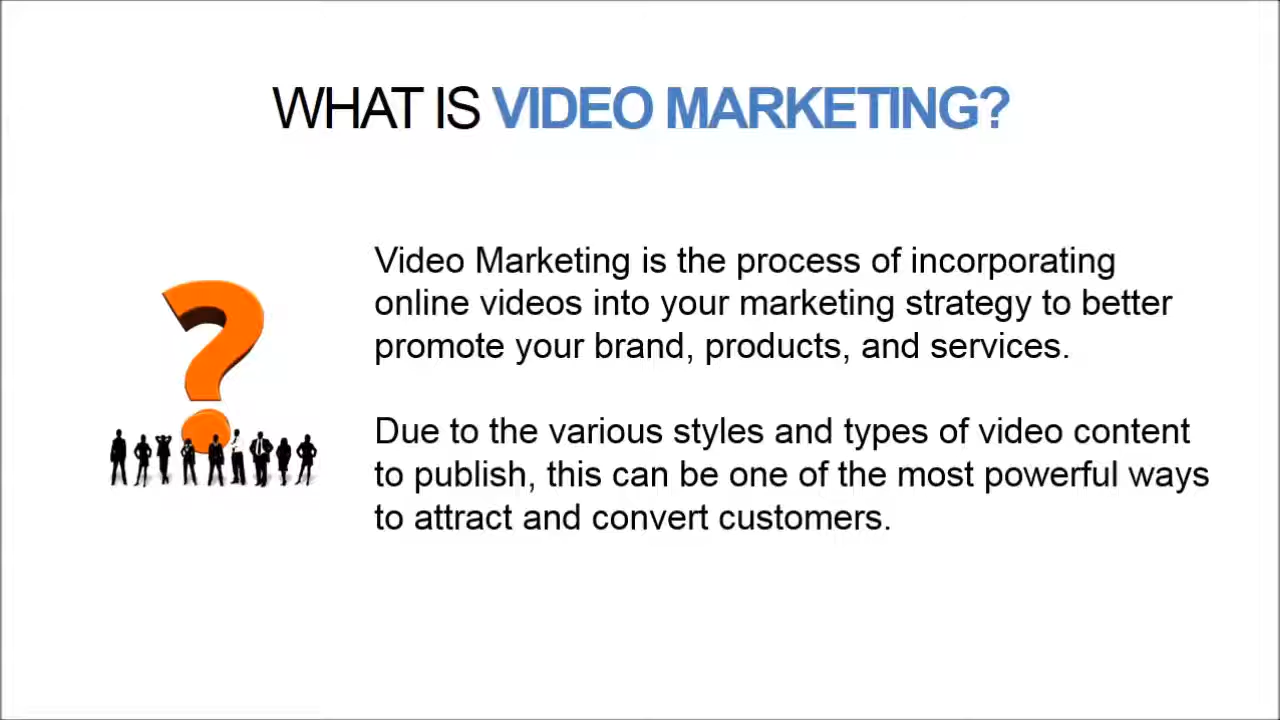 WHAT IS VIDEO MARKETING?
Video Marketing is the process of incorporating
online videos into your marketing strategy to better
promote your brand, products, and services.
Due to the various styles and types of video content
to publish, this can be one of the most powerful ways
to attract and convert customers.